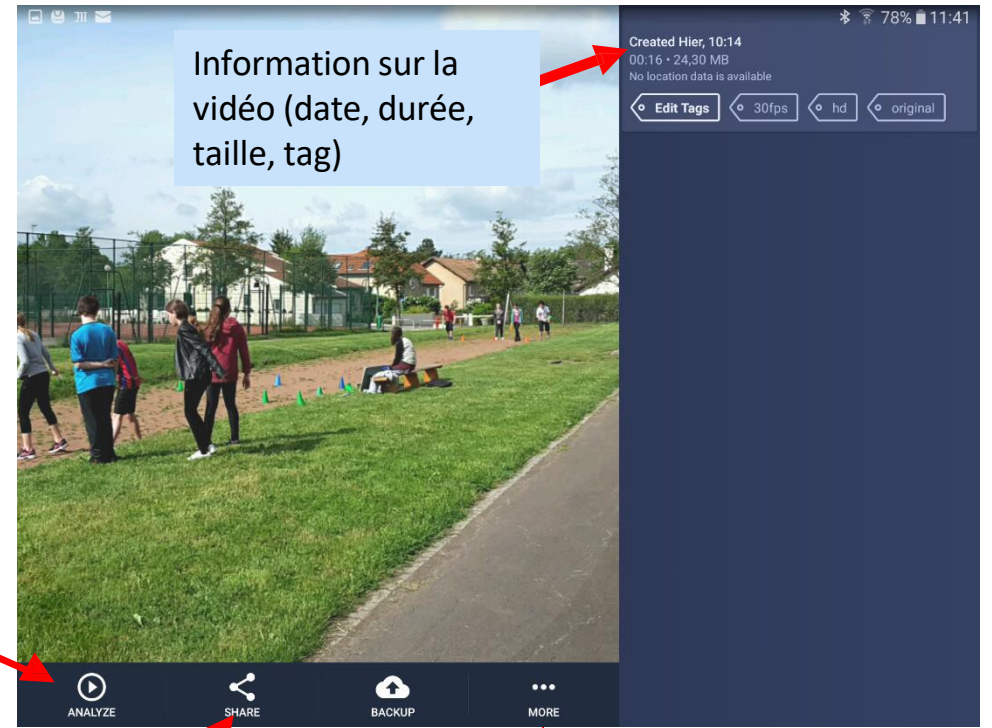 78% 11:41
Information sur la
vidéo (date, durée,
taille, tag)
Created Hier, 10:14
00:16 • 24,30 MB
No location data is available
Edit Tags 30fps hd original
ANALYZE SHARE BACKUP MORE